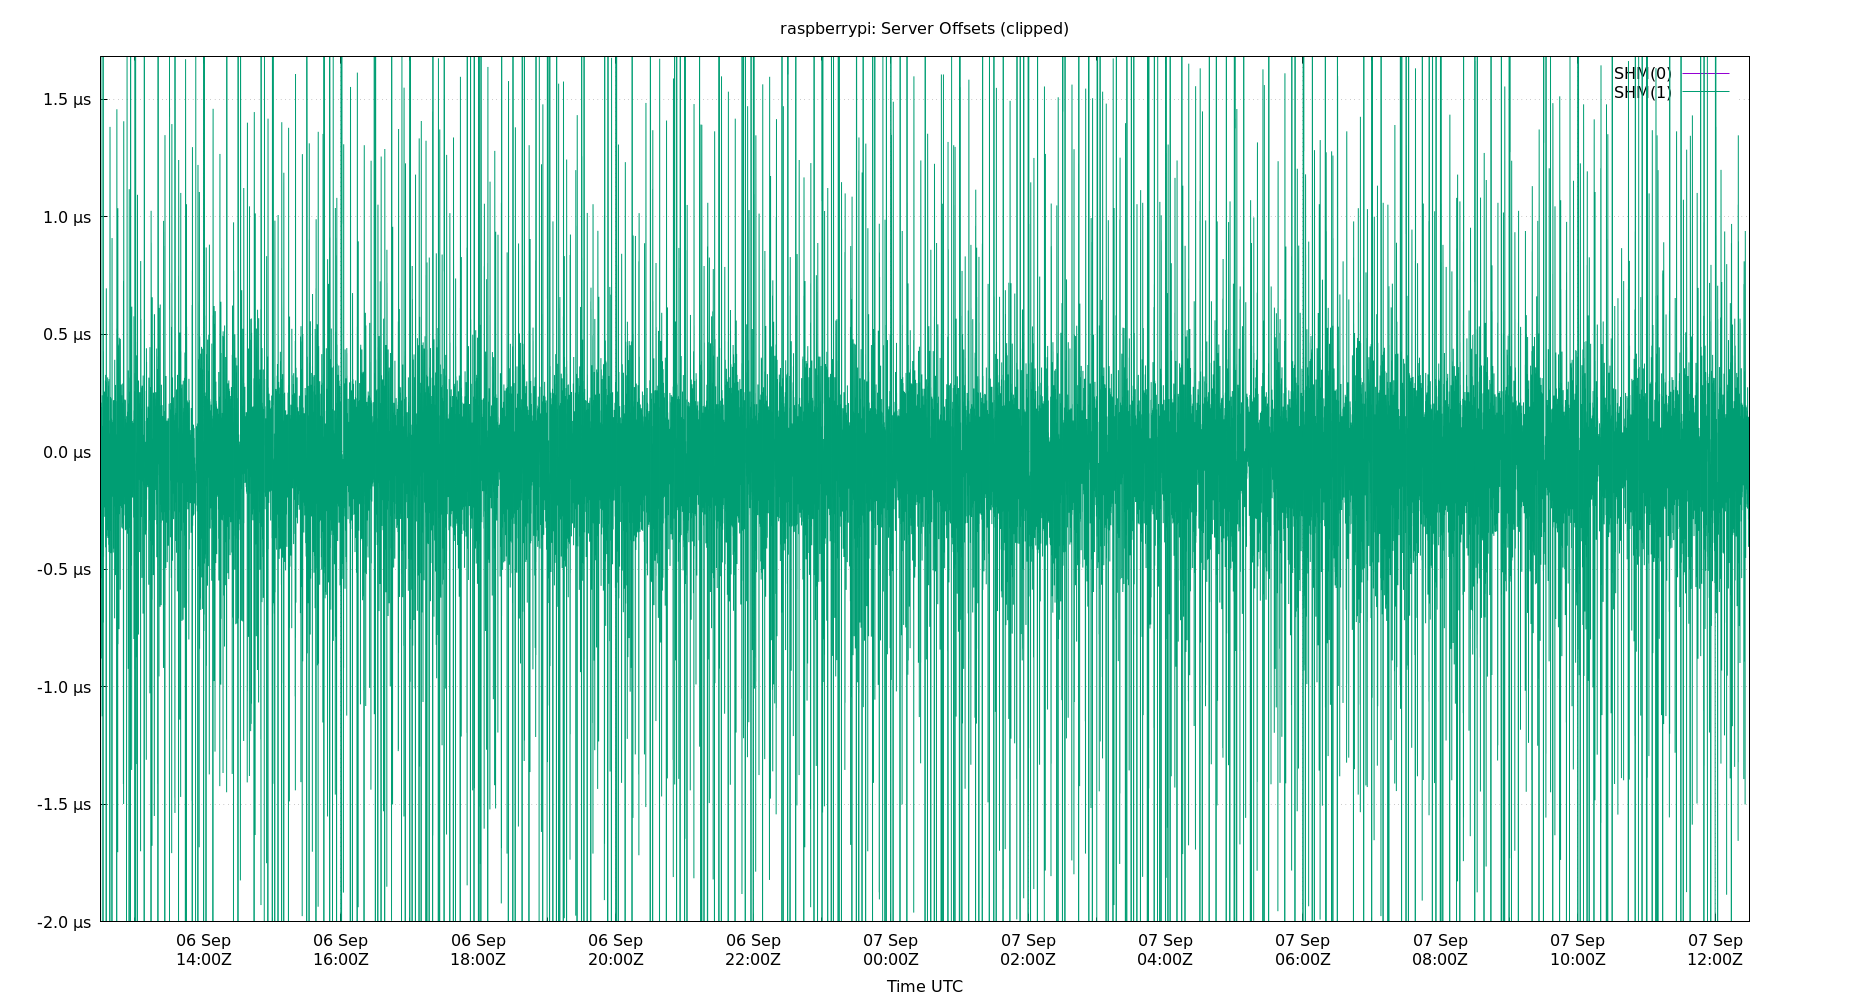 raspberrypi: Server Offsets (clipped)
SHM(0)
SHM(1)
1.5 µs
1.0 µs
0.5 µs
0.0 µs
-0.5 µs
-1.0 µs
-1.5 µs
-2.0 µs
06 Sep 06 Sep 06 Sep 06 Sep 06 Sep 07 Sep 07 Sep 07 Sep 07 Sep 07 Sep 07 Sep 07 Sep
14:00Z 16:00Z 18:00Z 20:00Z 22:00Z 00:00Z 02:00Z 04:00Z 06:00Z 08:00Z 10:00Z 12:00Z
Time UTC